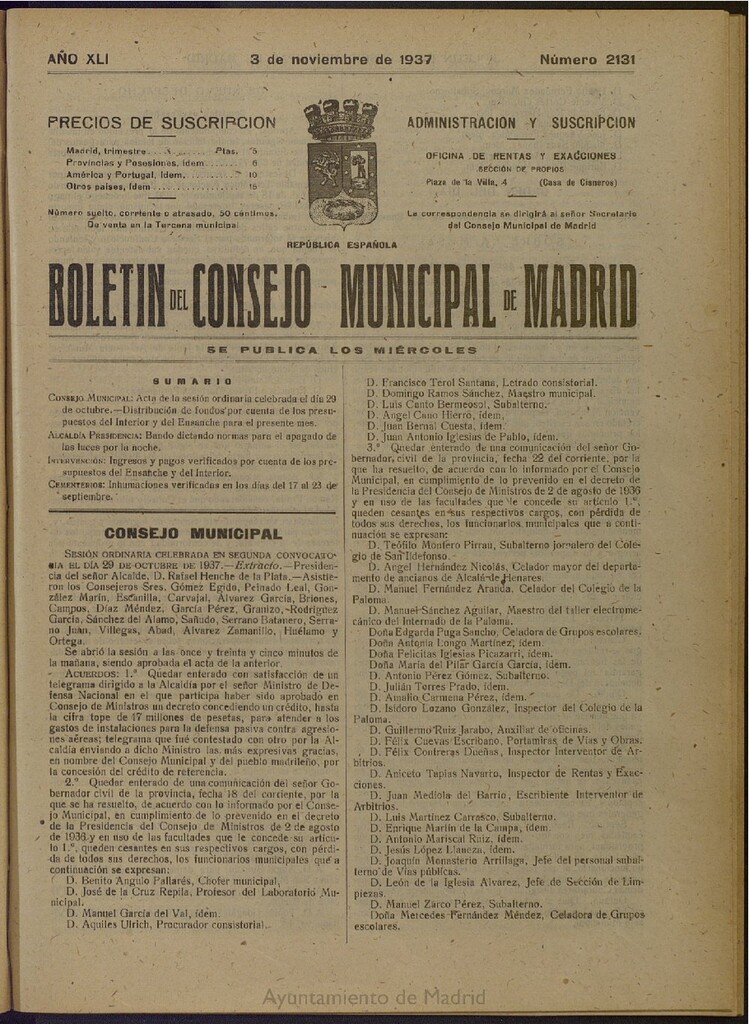 AÑO XLI 3 de noviembre de 1937 Número 2131
PRECIOS DE SUSCRIPCION
Madrid, trimestre Ptas. 5
Provincias y Posesiones, ídem 6
América y Portugal, ídem 10
Otros países, ídem 15
Número suelto, corriente o atrasado, 50 céntimos.
De venta en la Tercena municipal
ADMINISTRACION Y SUSCRIPCION
OFICINA DE RENTAS Y EXACCIONES
SECCIÓN DE PROPIOS
Plaza de la Villa, 4 (Casa de Cisneros)
La correspondencia se dirigirá al señor Secretario
del Consejo Municipal de Madrid
REPÚBLICA ESPAÑOLA
BOLETIN DEL CONSEJO MUNICIPAL DE MADRID
SE PUBLICA LOS MIÉRCOLES
SUMARIO
CONSEJO MUNICIPAL: Acta de la sesión ordinaria celebrada el día 29
de octubre.—Distribución de fondos por cuenta de los presu-
puestos del Interior y del Ensanche para el presente mes.
ALCALDÍA PRESIDENCIA: Bando dictando normas para el apagado de
las luces por la noche.
INTERVENCIÓN: Ingresos y pagos verificados por cuenta de los pre-
supuestos del Ensanche y del Interior.
CEMENTERIOS: Inhumaciones verificadas en los días del 17 al 23 de
septiembre.
CONSEJO MUNICIPAL
SESIÓN ORDINARIA CELEBRADA EN SEGUNDA CONVOCATO-
RIA EL DÍA 29 DE OCTUBRE DE 1937.—Extracto.—Presiden-
cia del señor Alcalde, D. Rafael Henche de la Plata.—Asistie-
ron los Consejeros Sres. Gómez Egido, Peinado Leal, Gon-
zález Marín, Escanilla, Carvajal, Alvarez García, Briones,
Campos, Díaz Méndez, García Pérez, Granizo, Rodríguez
García, Sánchez del Alamo, Sañudo, Serrano Batanero, Serra-
no Juan, Villegas, Abad, Alvarez Zamanillo, Huélamo y
Ortega.
Se abrió la sesión a las once y treinta y cinco minutos de
la mañana, siendo aprobada el acta de la anterior.
ACUERDOS: 1.º Quedar enterado con satisfacción de un
telegrama dirigido a la Alcaldía por el señor Ministro de De-
fensa Nacional en el que participa haber sido aprobado en
Consejo de Ministros un decreto concediendo un crédito, hasta
la cifra tope de 17 millones de pesetas, para atender a los
gastos de instalaciones para la defensa pasiva contra agresio-
nes aéreas; telegrama que fué contestado con otro por la Al-
caldía enviando a dicho Ministro las más expresivas gracias,
en nombre del Consejo Municipal y del pueblo madrileño, por
la concesión del crédito de referencia.
2.º Quedar enterado de una comunicación del señor Go-
bernador civil de la provincia, fecha 18 del corriente, por la
que se ha resuelto, de acuerdo con lo informado por el Conse-
jo Municipal, en cumplimiento de lo prevenido en el decreto
de la Presidencia del Consejo de Ministros de 2 de agosto
de 1936 y en uso de las facultades que le concede su artícu-
lo 1.º, queden cesantes en sus respectivos cargos, con pérdi-
da de todos sus derechos, los funcionarios municipales que a
continuación se expresan:
D. Benito Angulo Pallarés, Chofer municipal.
D. José de la Cruz Repila, Profesor del Laboratorio Mu-
nicipal.
D. Manuel García del Val, ídem.
D. Aquiles Ulrich, Procurador consistorial.
D. Francisco Terol Santana, Letrado consistorial.
D. Domingo Ramos Sánchez, Maestro municipal.
D. Luis Canto Bermeosol, Subalterno.
D. Angel Cano Hierro, ídem.
D. Juan Bernal Cuesta, ídem.
D. Juan Antonio Iglesias de Pablo, ídem.
3.º Quedar enterado de una comunicación del señor Go-
bernador civil de la provincia, fecha 22 del corriente, por la
que ha resuelto, de acuerdo con lo informado por el Consejo
Municipal, en cumplimiento de lo prevenido en el decreto de
la Presidencia del Consejo de Ministros de 2 de agosto de 1936
y en uso de las facultades que le concede su artículo 1.º,
queden cesantes en sus respectivos cargos, con pérdida de
todos sus derechos, los funcionarios municipales que a conti-
nuación se expresan:
D. Teófilo Montero Pirrau, Subalterno jornalero del Cole-
gio de San Ildefonso.
D. Angel Hernández Nicolás, Celador mayor del departa-
mento de ancianos de Alcalá de Henares.
D. Manuel Fernández Aranda, Celador del Colegio de la
Paloma.
D. Manuel Sánchez Aguilar, Maestro del taller electrome-
cánico del Internado de la Paloma.
Doña Edgarda Puga Sancho, Celadora de Grupos escolares.
Doña Antonia Longo Martínez, ídem.
Doña Felicitas Iglesias Picazarri, ídem.
Doña María del Pilar García García, ídem.
D. Antonio Pérez Gómez, Subalterno.
D. Julián Torres Prado, ídem.
D. Amalio Carmena Pérez, ídem.
D. Isidoro Lozano González, Inspector del Colegio de la
Paloma.
D. Guillermo Ruiz Jarabo, Auxiliar de oficinas.
D. Félix Cuevas Escribano, Portamiras de Vías y Obras.
D. Félix Contreras Dueñas, Inspector Interventor de Ar-
bitrios.
D. Aniceto Tapias Navarro, Inspector de Rentas y Exac-
ciones.
D. Juan Mediola del Barrio, Escribiente Interventor de
Arbitrios.
D. Luis Martínez Carrasco, Subalterno.
D. Enrique Martín de la Campa, ídem.
D. Antonio Mariscal Ruiz, ídem.
D. Jesús López Llaneza, ídem.
D. Joaquín Monasterio Arrillaga, Jefe del personal subal-
terno de Vías públicas.
D. León de la Iglesia Alvarez, Jefe de Sección de Lim-
piezas.
D. Manuel Zarco Pérez, Subalterno.
Doña Mercedes Fernández Méndez, Celadora de Grupos
escolares.
Ayuntamiento de Madrid